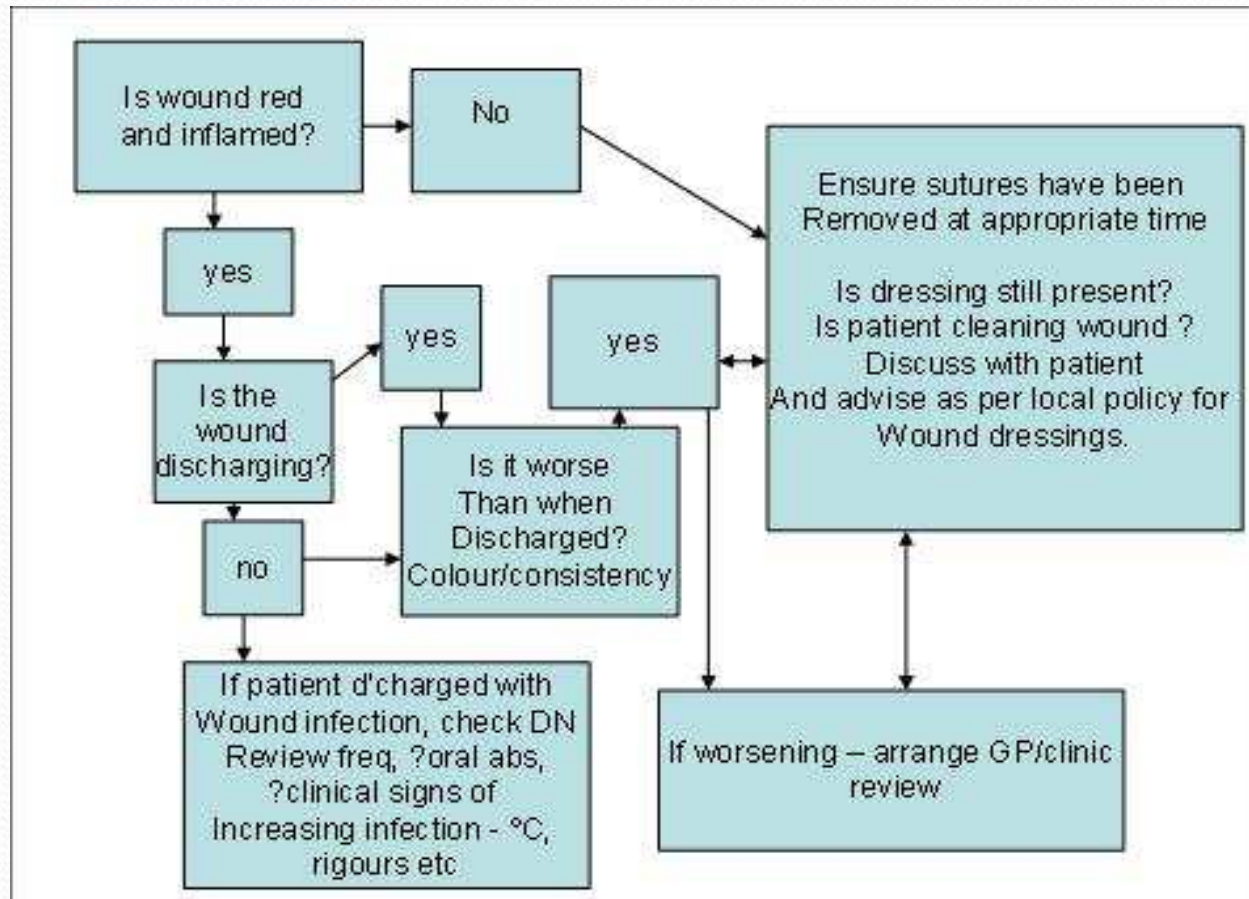 Is wound red
and inflamed?
No
yes
Is the
wound
discharging?
yes
no
Is it worse
Than when
Discharged?
Colour/consistency
yes
Ensure sutures have been
Removed at appropriate time
Is dressing still present?
Is patient cleaning wound ?
Discuss with patient
And advise as per local policy for
Wound dressings.
If patient d'charged with
Wound infection, check DN
Review freq, ?oral abs,
?clinical signs of
Increasing infection - °C,
rigours etc
If worsening – arrange GP/clinic
review